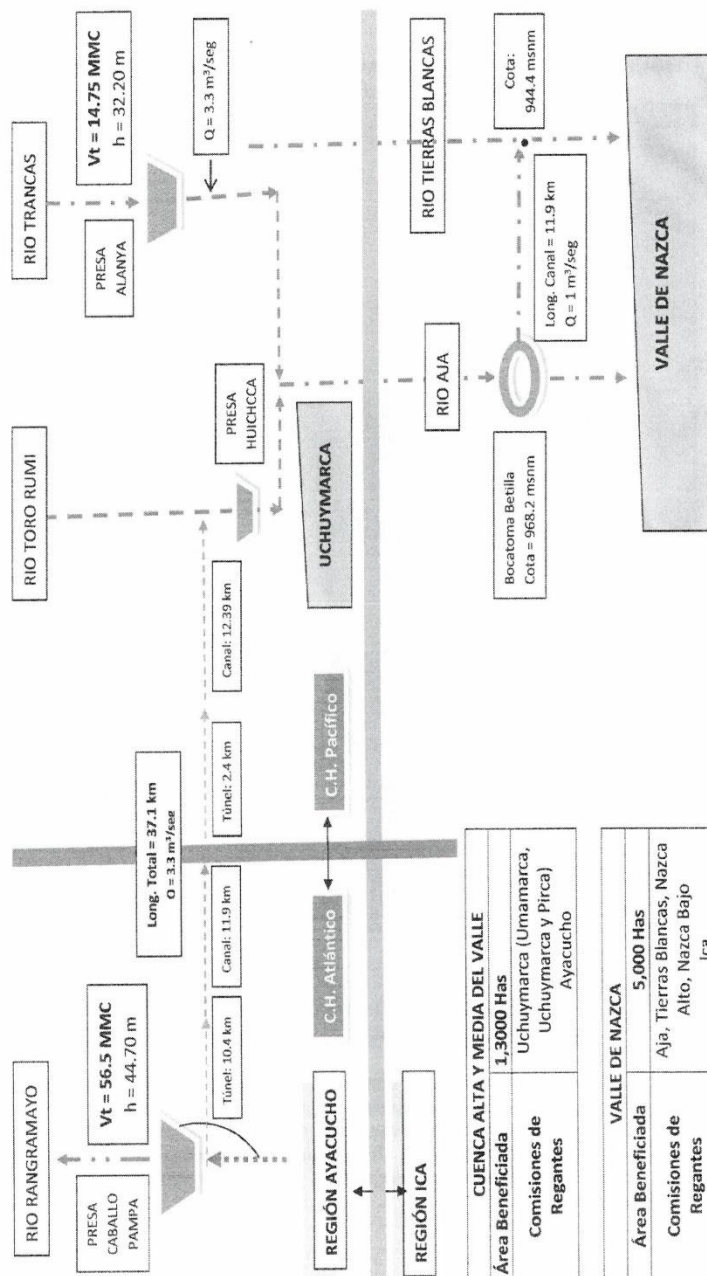 RIO RANGRAMAYO
PRESA
CABALLO
PAMPA
Vt = 56.5 MMC
h = 44.70 m
Long. Total = 37.1 km
Q = 3.3 m³/seg
Túnel: 10.4 km
Canal: 11.9 km
Túnel: 2.4 km
Canal: 12.39 km
RIO TORO RUMI
PRESA
HUICHCCA
RIO TRANCAS
PRESA
ALANYA
Vt = 14.75 MMC
h = 32.20 m
Q = 3.3 m³/seg
C.H. Atlántico
C.H. Pacífico
UCHUYMARCA
REGIÓN AYACUCHO
REGIÓN ICA
RIO AJA
RIO TIERRAS BLANCAS
Bocatoma Betilla
Cota = 968.2 msnm
Long. Canal = 11.9 km
Q = 1 m³/seg
Cota:
944.4 msnm
VALLE DE NAZCA
CUENCA ALTA Y MEDIA DEL VALLE
Área Beneficiada 1,3000 Has
Comisiones de Regantes Uchuymarca (Umamarca,
Uchuymarca y Pirca)
Ayacucho
VALLE DE NAZCA
Área Beneficiada 5,000 Has
Comisiones de Regantes Aja, Tierras Blancas, Nazca
Alto, Nazca Bajo
Ica